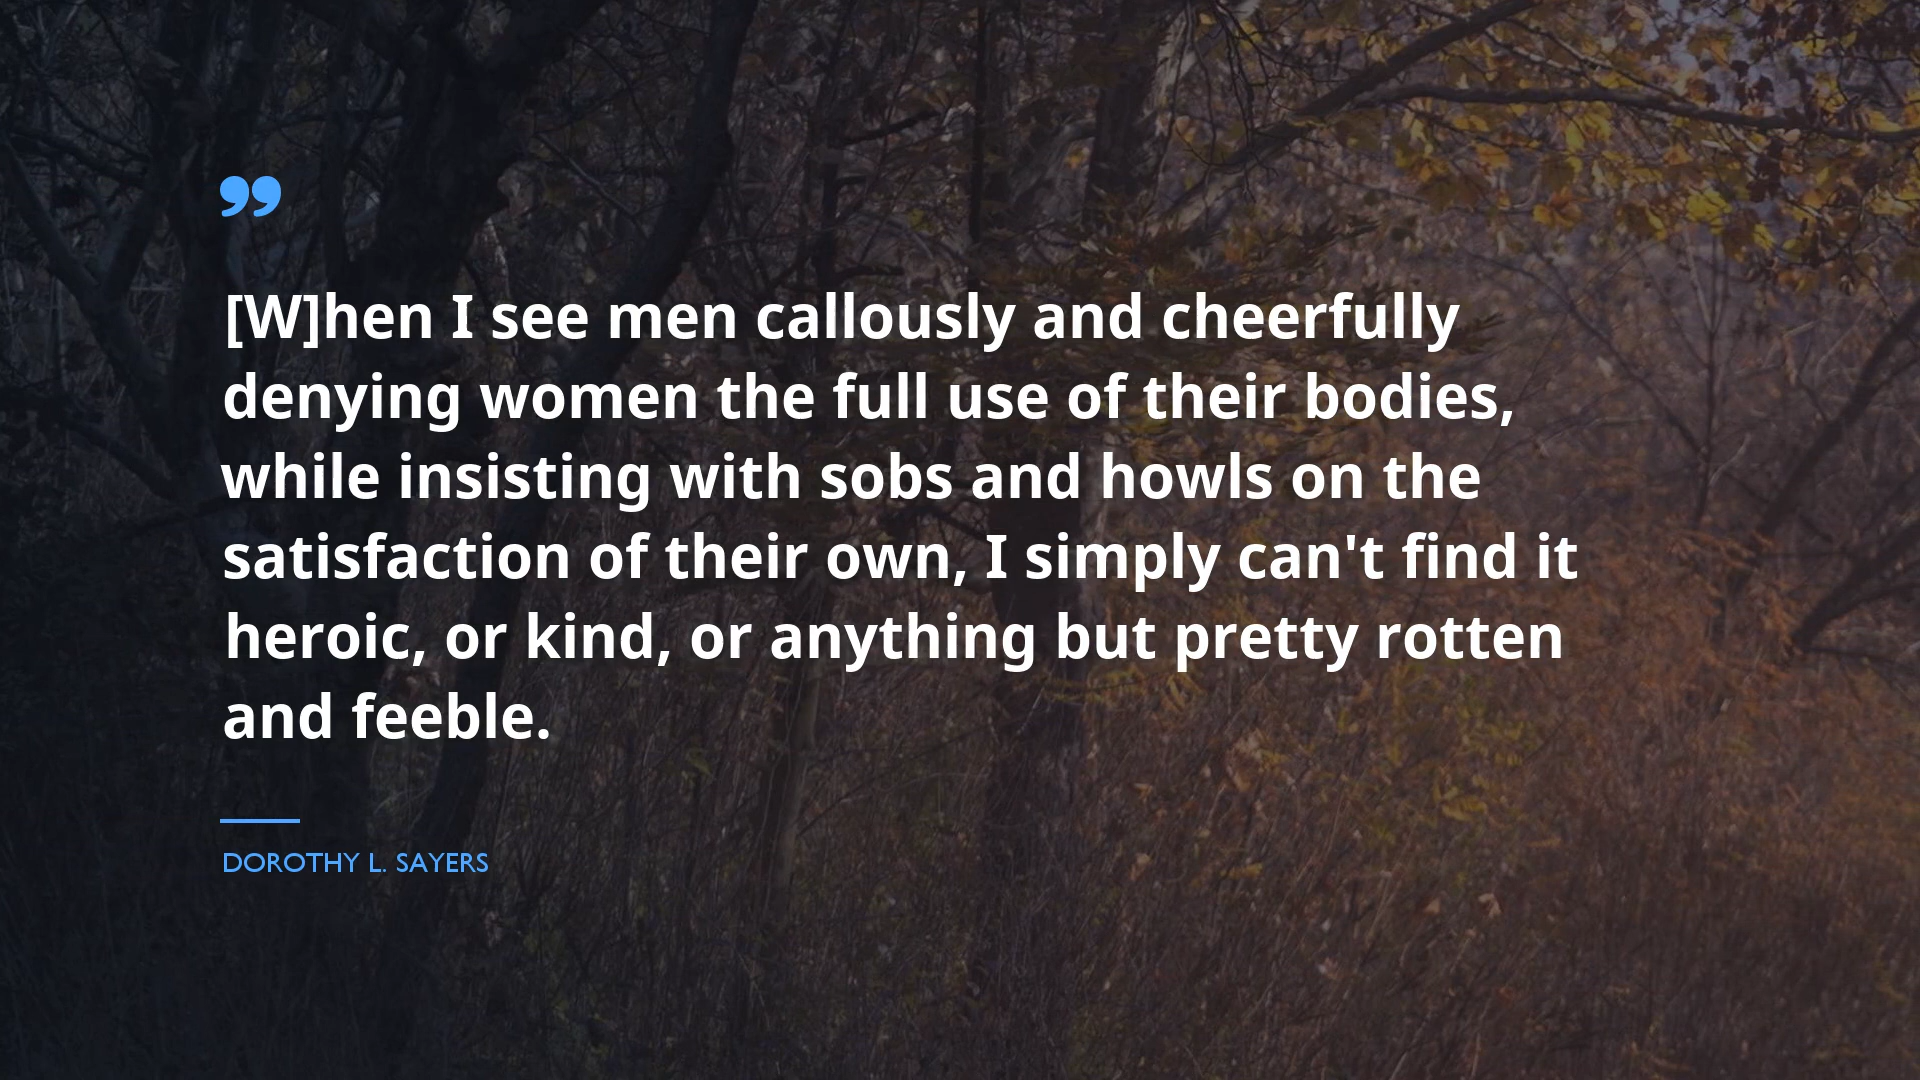 ”
[W]hen I see men callously and cheerfully
denying women the full use of their bodies,
while insisting with sobs and howls on the
satisfaction of their own, I simply can't find it
heroic, or kind, or anything but pretty rotten
and feeble.
DOROTHY L. SAYERS